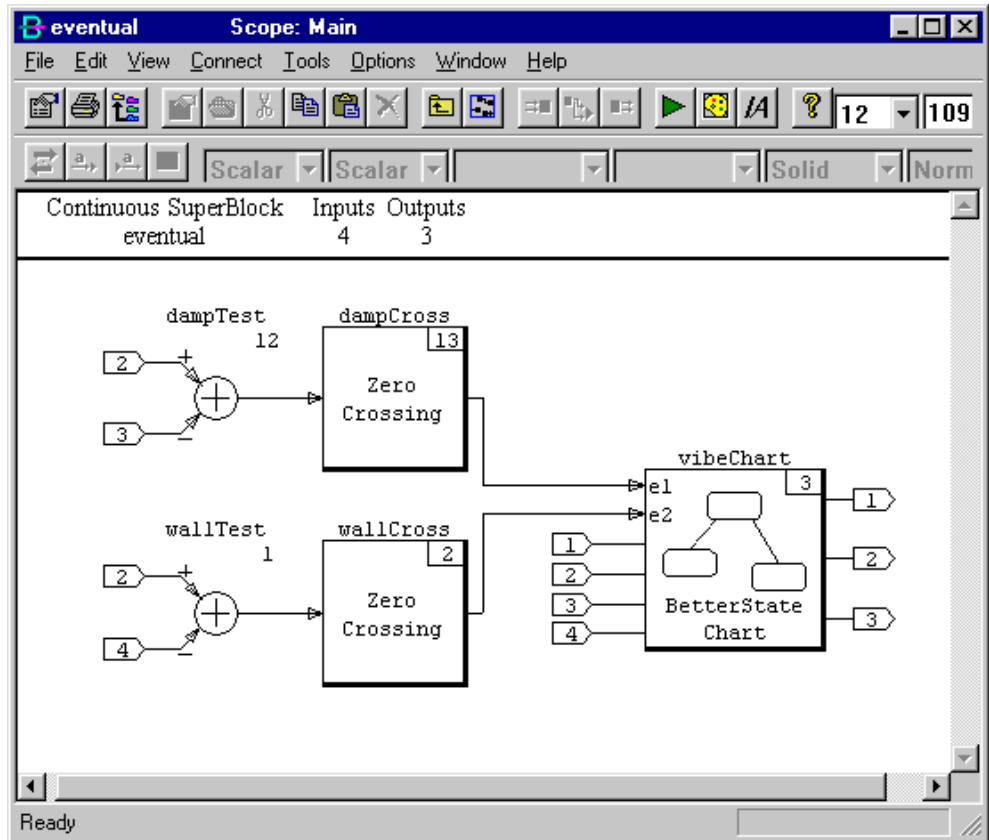 eventual Scope: Main
File Edit View Connect Tools Options Window Help
IA ? 12 109
a a Scalar Scalar Solid Norm
Continuous SuperBlock Inputs Outputs
eventual 4 3
dampTest dampCross
12 13
2 +
Zero
Crossing
3 −
vibeChart
3
e1 1
e2
wallTest wallCross
1 2
1
2 + 2 2
Zero
3 BetterState 3
Crossing
4 Chart
4 −
Ready